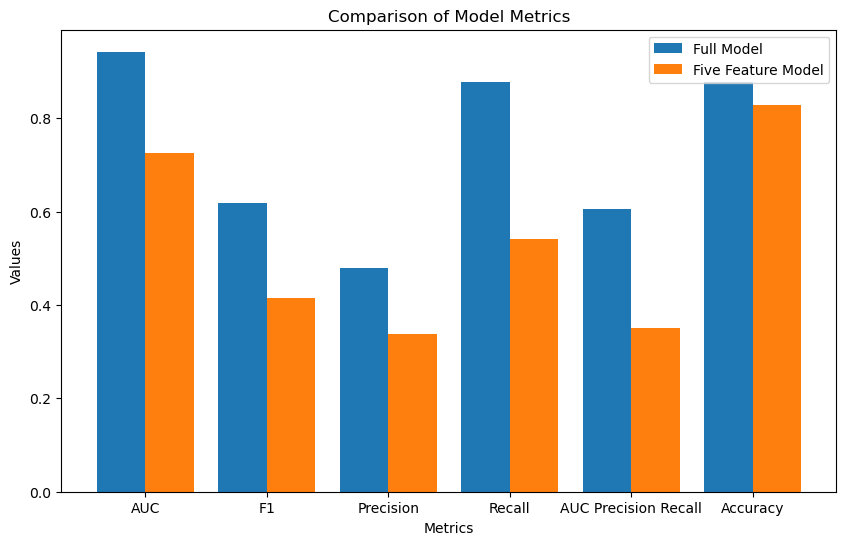 Comparison of Model Metrics
Full Model
Five Feature Model
Values
0.8
0.6
0.4
0.2
0.0
AUC
F1
Precision
Recall
AUC Precision Recall
Accuracy
Metrics